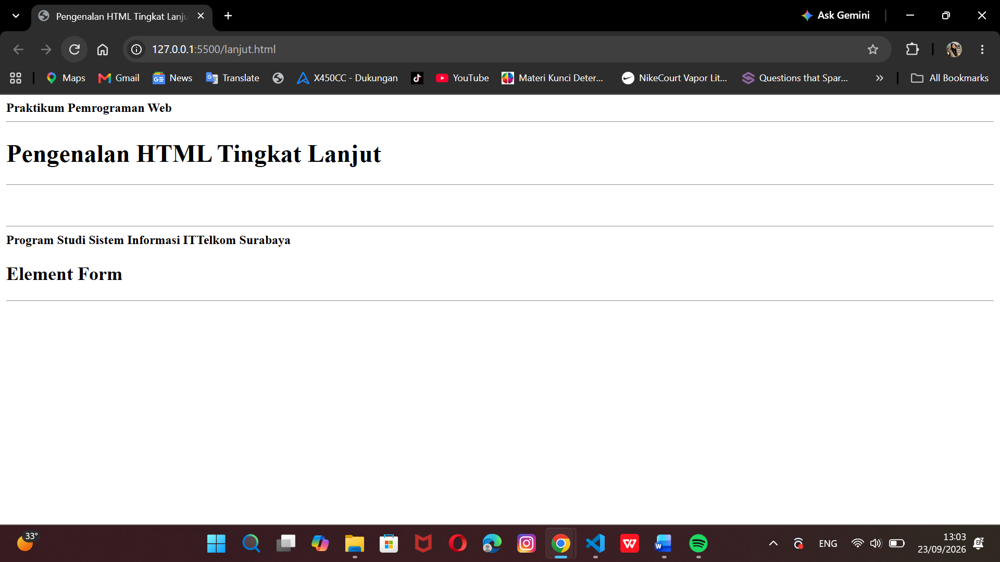 Pengenalan HTML Tingkat Lanju
Ask Gemini
127.0.0.1:5500/lanjut.html
Maps
Gmail
News
Translate
X450CC - Dukungan
YouTube
Materi Kunci Deter...
NikeCourt Vapor Lit...
Questions that Spar...
All Bookmarks
Praktikum Pemrograman Web
Pengenalan HTML Tingkat Lanjut
Program Studi Sistem Informasi ITTelkom Surabaya
Element Form
33°
ENG
13:03
23/09/2026